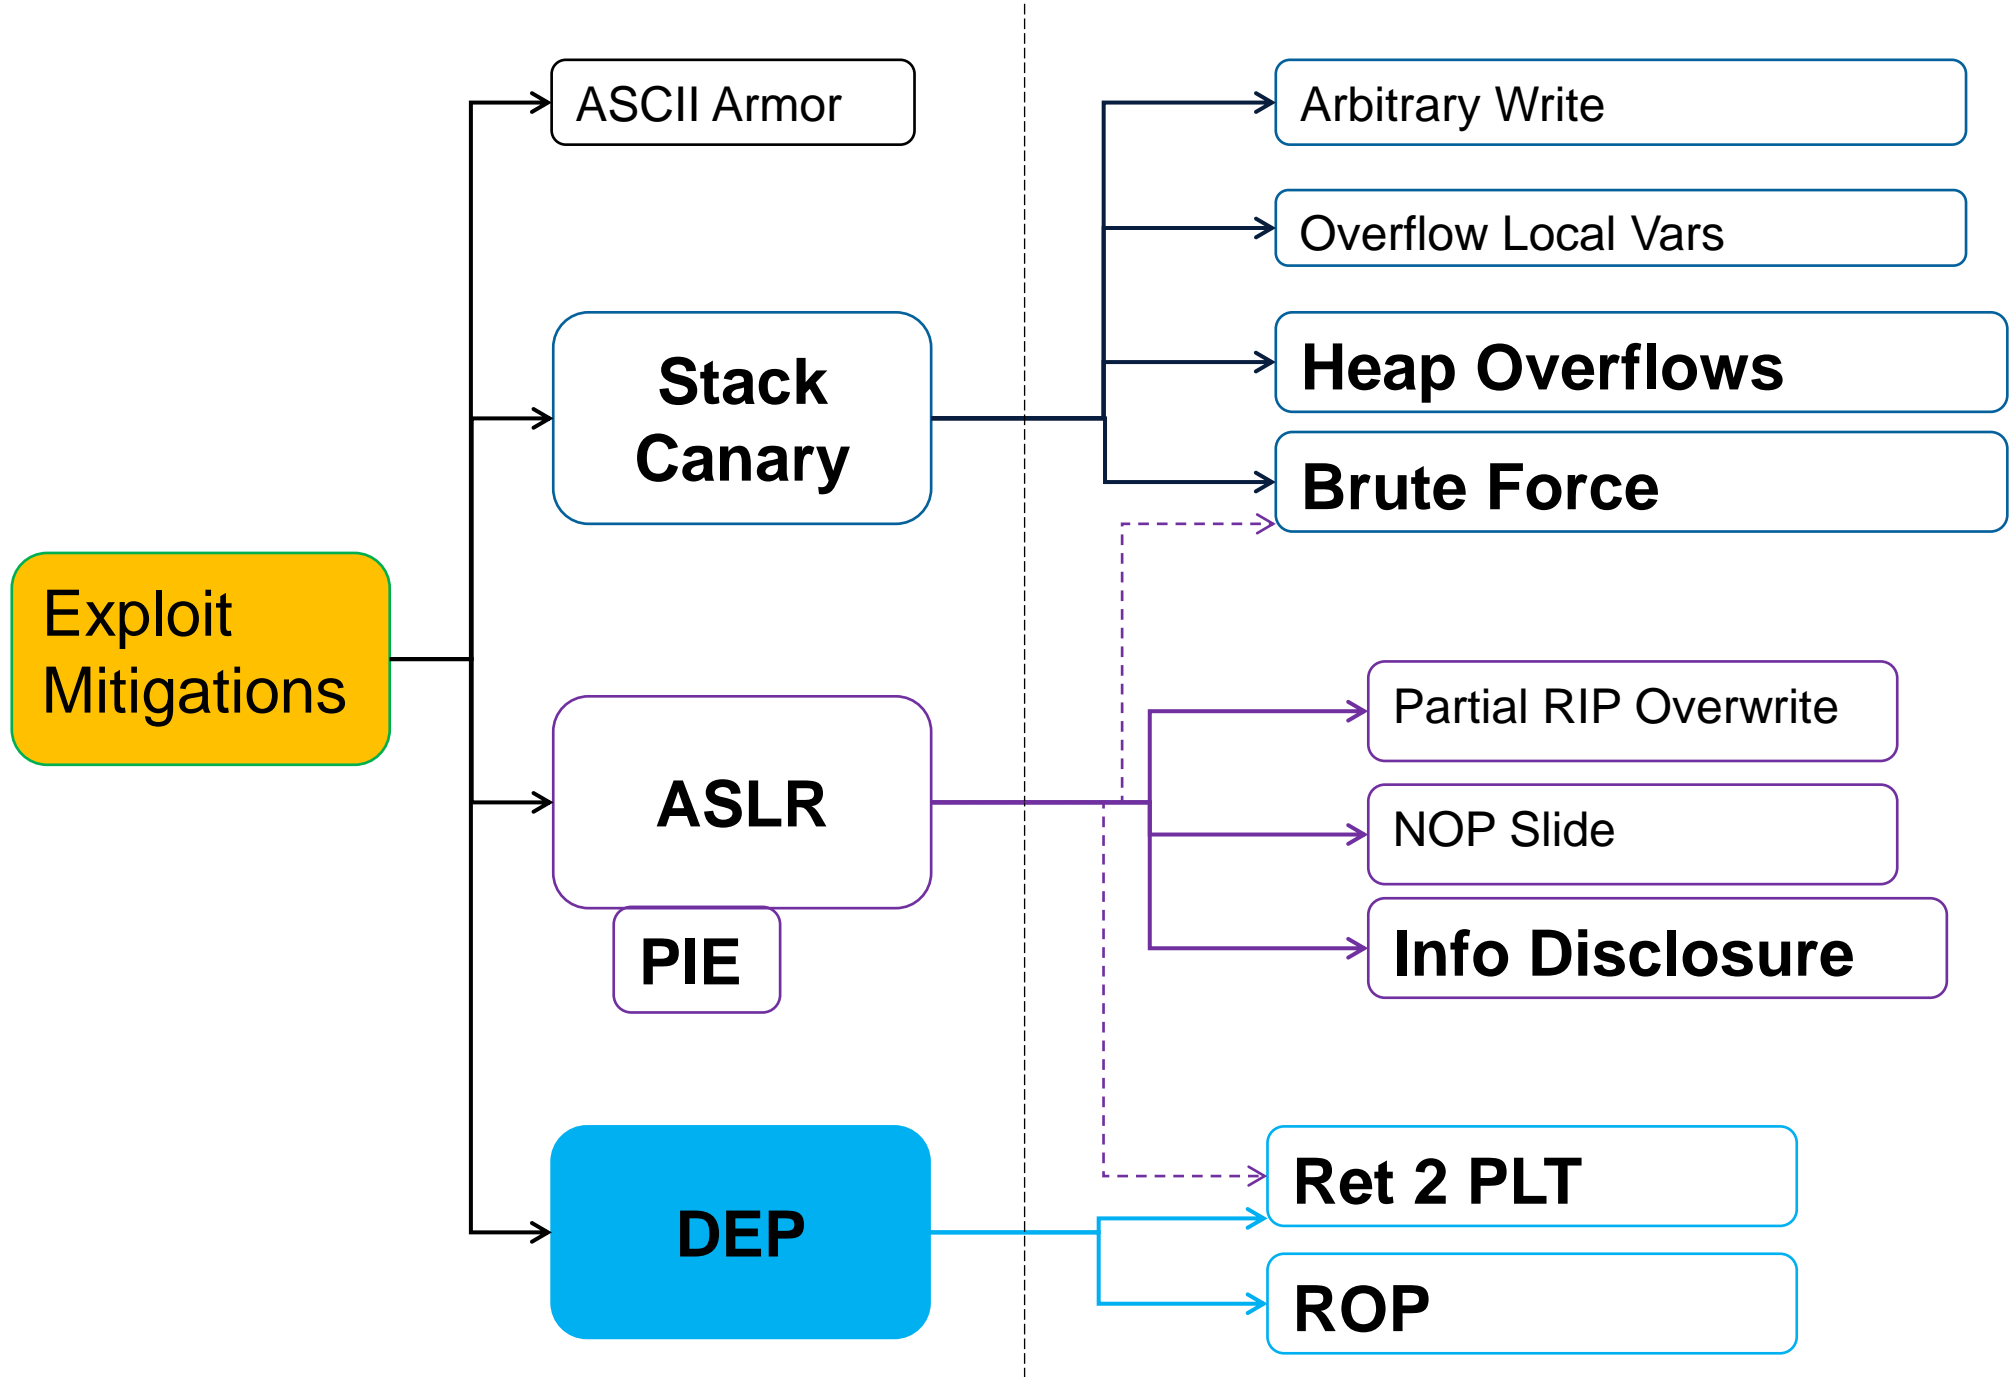 Exploit
Mitigations
ASCII Armor
Stack
Canary
ASLR
PIE
DEP
Arbitrary Write
Overflow Local Vars
Heap Overflows
Brute Force
Partial RIP Overwrite
NOP Slide
Info Disclosure
Ret 2 PLT
ROP